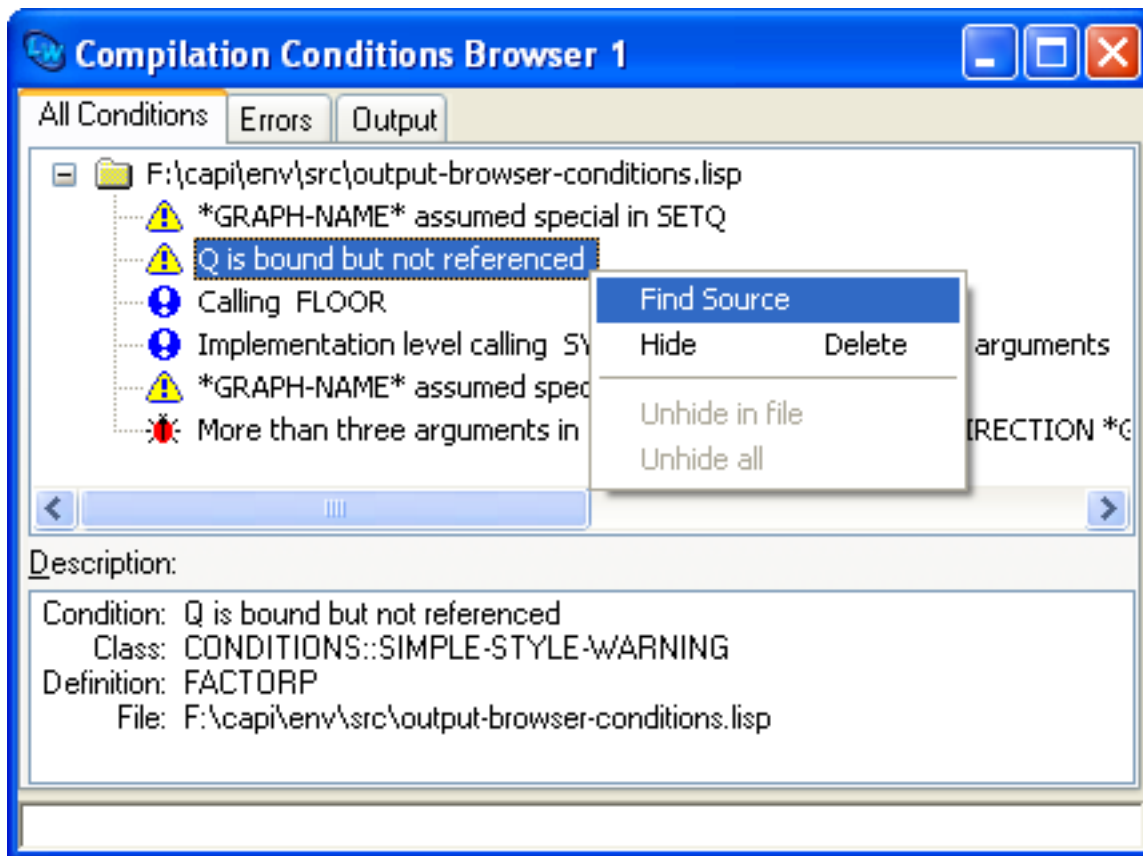 Compilation Conditions Browser 1
All Conditions Errors Output
F:\capi\env\src\output-browser-conditions.lisp
*GRAPH-NAME* assumed special in SETQ
Q is bound but not referenced
Calling FLOOR
Find Source
Implementation level calling
Hide Delete
arguments
*GRAPH-NAME* assumed
Unhide in file
More than three arguments in
Unhide all
Description:
Condition: Q is bound but not referenced
Class: CONDITIONS::SIMPLE-STYLE-WARNING
Definition: FACTORP
File: F:\capi\env\src\output-browser-conditions.lisp